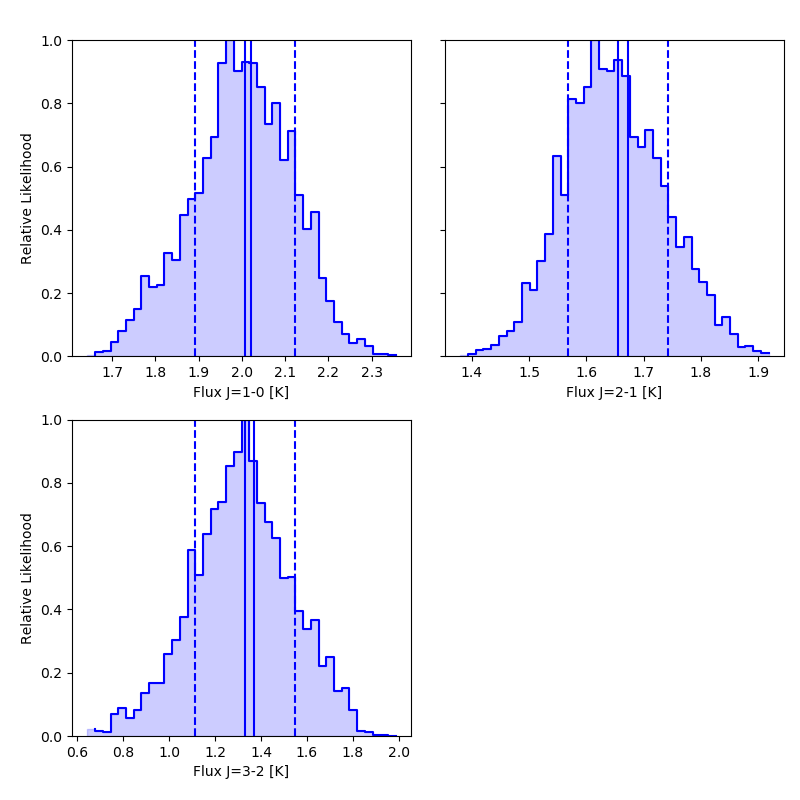 1.0
0.8
0.6
0.4
0.2
0.0
Relative Likelihood
1.7 1.8 1.9 2.0 2.1 2.2 2.3
Flux J=1-0 [K]
1.4 1.5 1.6 1.7 1.8 1.9
Flux J=2-1 [K]
1.0
0.8
0.6
0.4
0.2
0.0
Relative Likelihood
0.6 0.8 1.0 1.2 1.4 1.6 1.8 2.0
Flux J=3-2 [K]